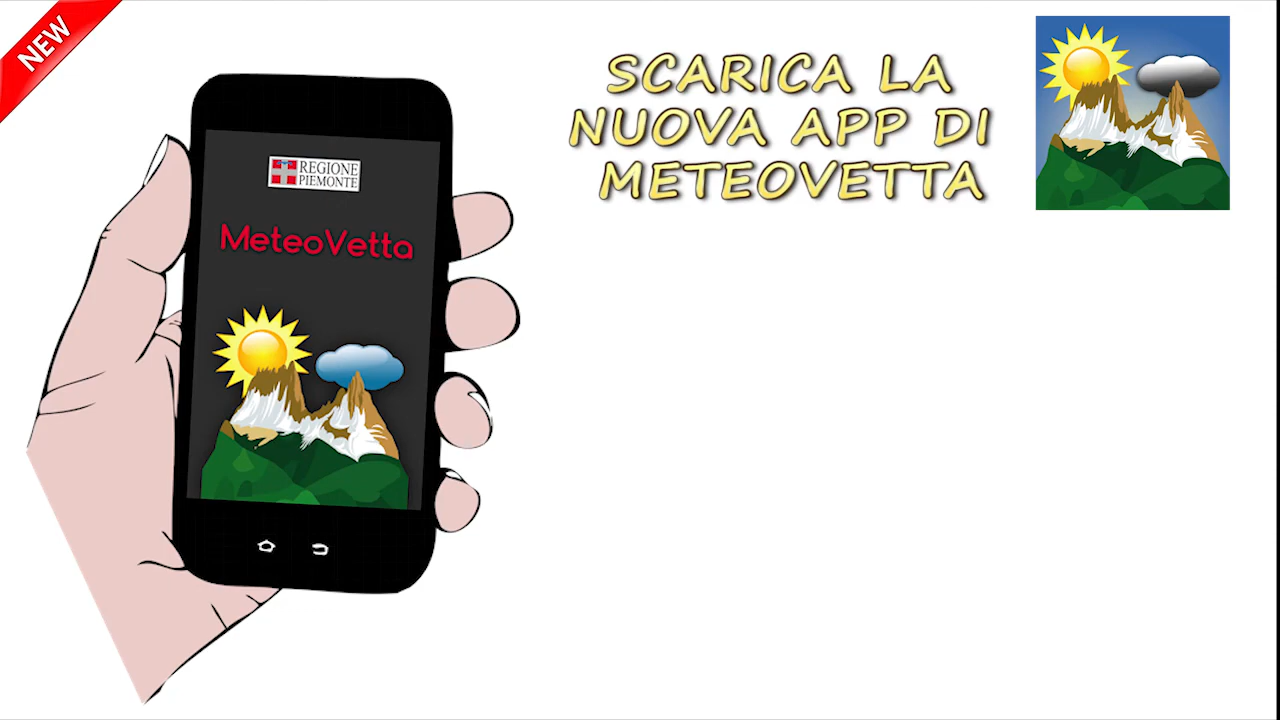 NEW
SCARICA LA
NUOVA APP DI
METEOVETTA
REGIONE
PIEMONTE
MeteoVetta